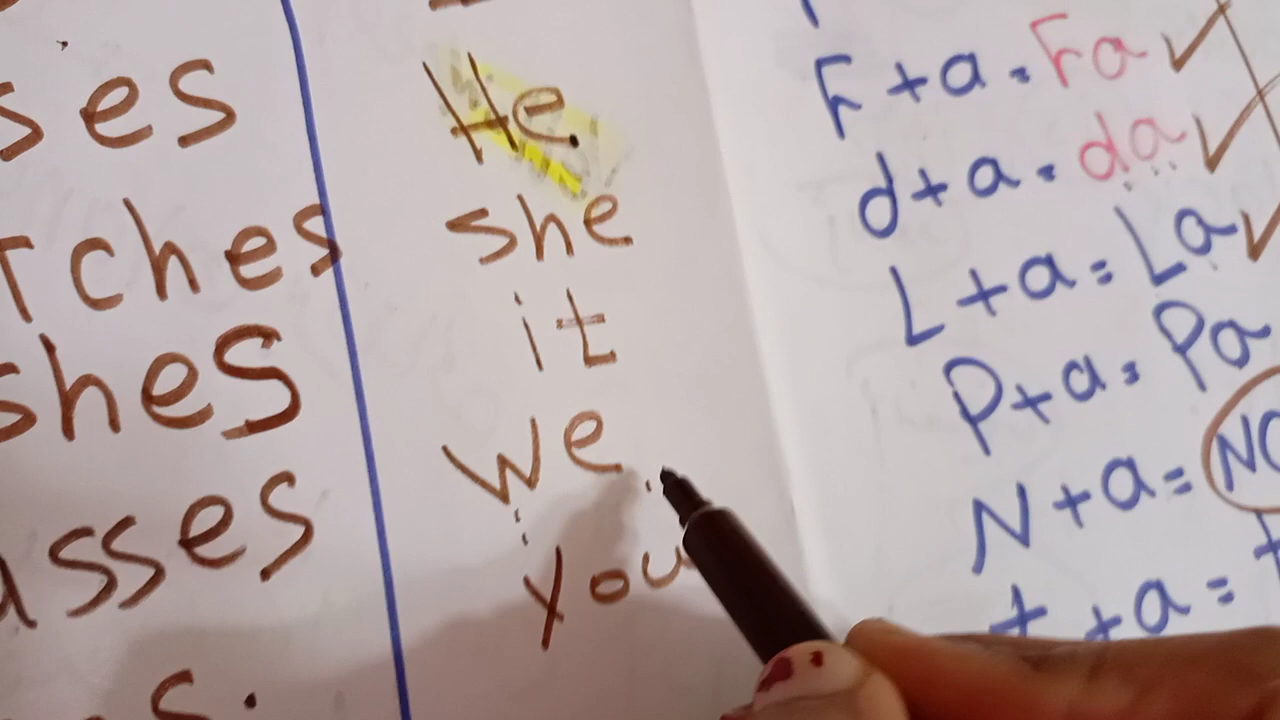 ses
tches
shes
asses
He.
she
it
we
you
F + a = Fa
d + a = da
L + a = La
P + a = Pa
N + a =
t + a =